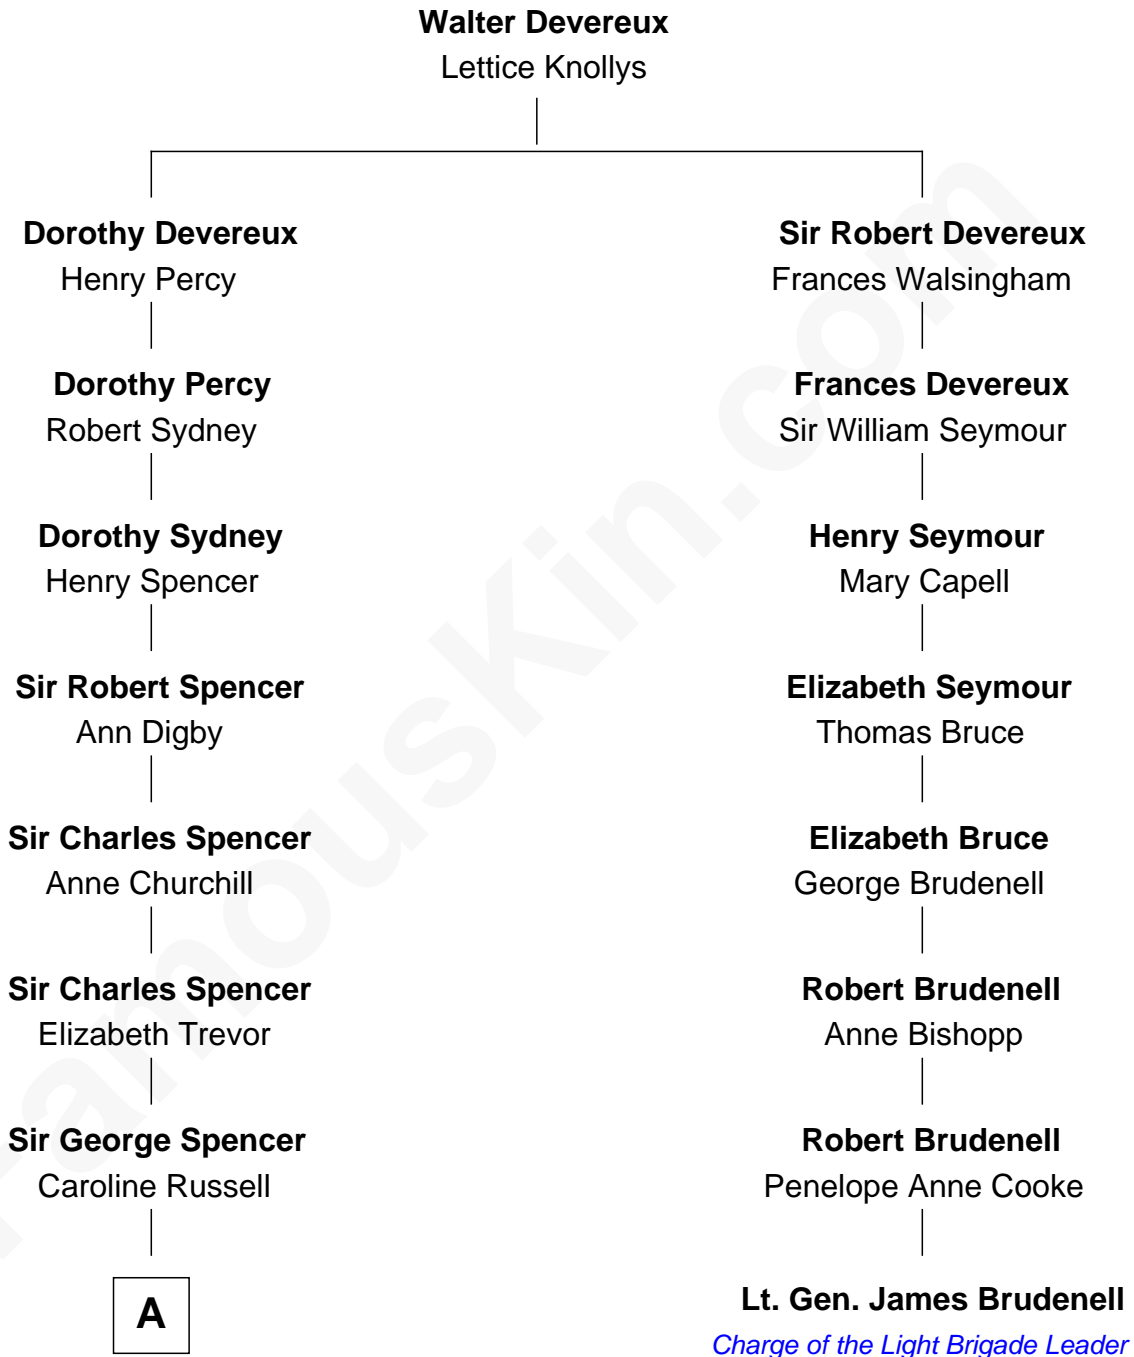 Walter Devereux
Lettice Knollys
Dorothy Devereux
Henry Percy
Sir Robert Devereux
Frances Walsingham
Dorothy Percy
Robert Sydney
Frances Devereux
Sir William Seymour
Dorothy Sydney
Henry Spencer
Henry Seymour
Mary Capell
Sir Robert Spencer
Ann Digby
Elizabeth Seymour
Thomas Bruce
Sir Charles Spencer
Anne Churchill
Elizabeth Bruce
George Brudenell
Sir Charles Spencer
Elizabeth Trevor
Robert Brudenell
Anne Bishopp
Sir George Spencer
Caroline Russell
Robert Brudenell
Penelope Anne Cooke
A
Lt. Gen. James Brudenell
Charge of the Light Brigade Leader
FamousKin.com